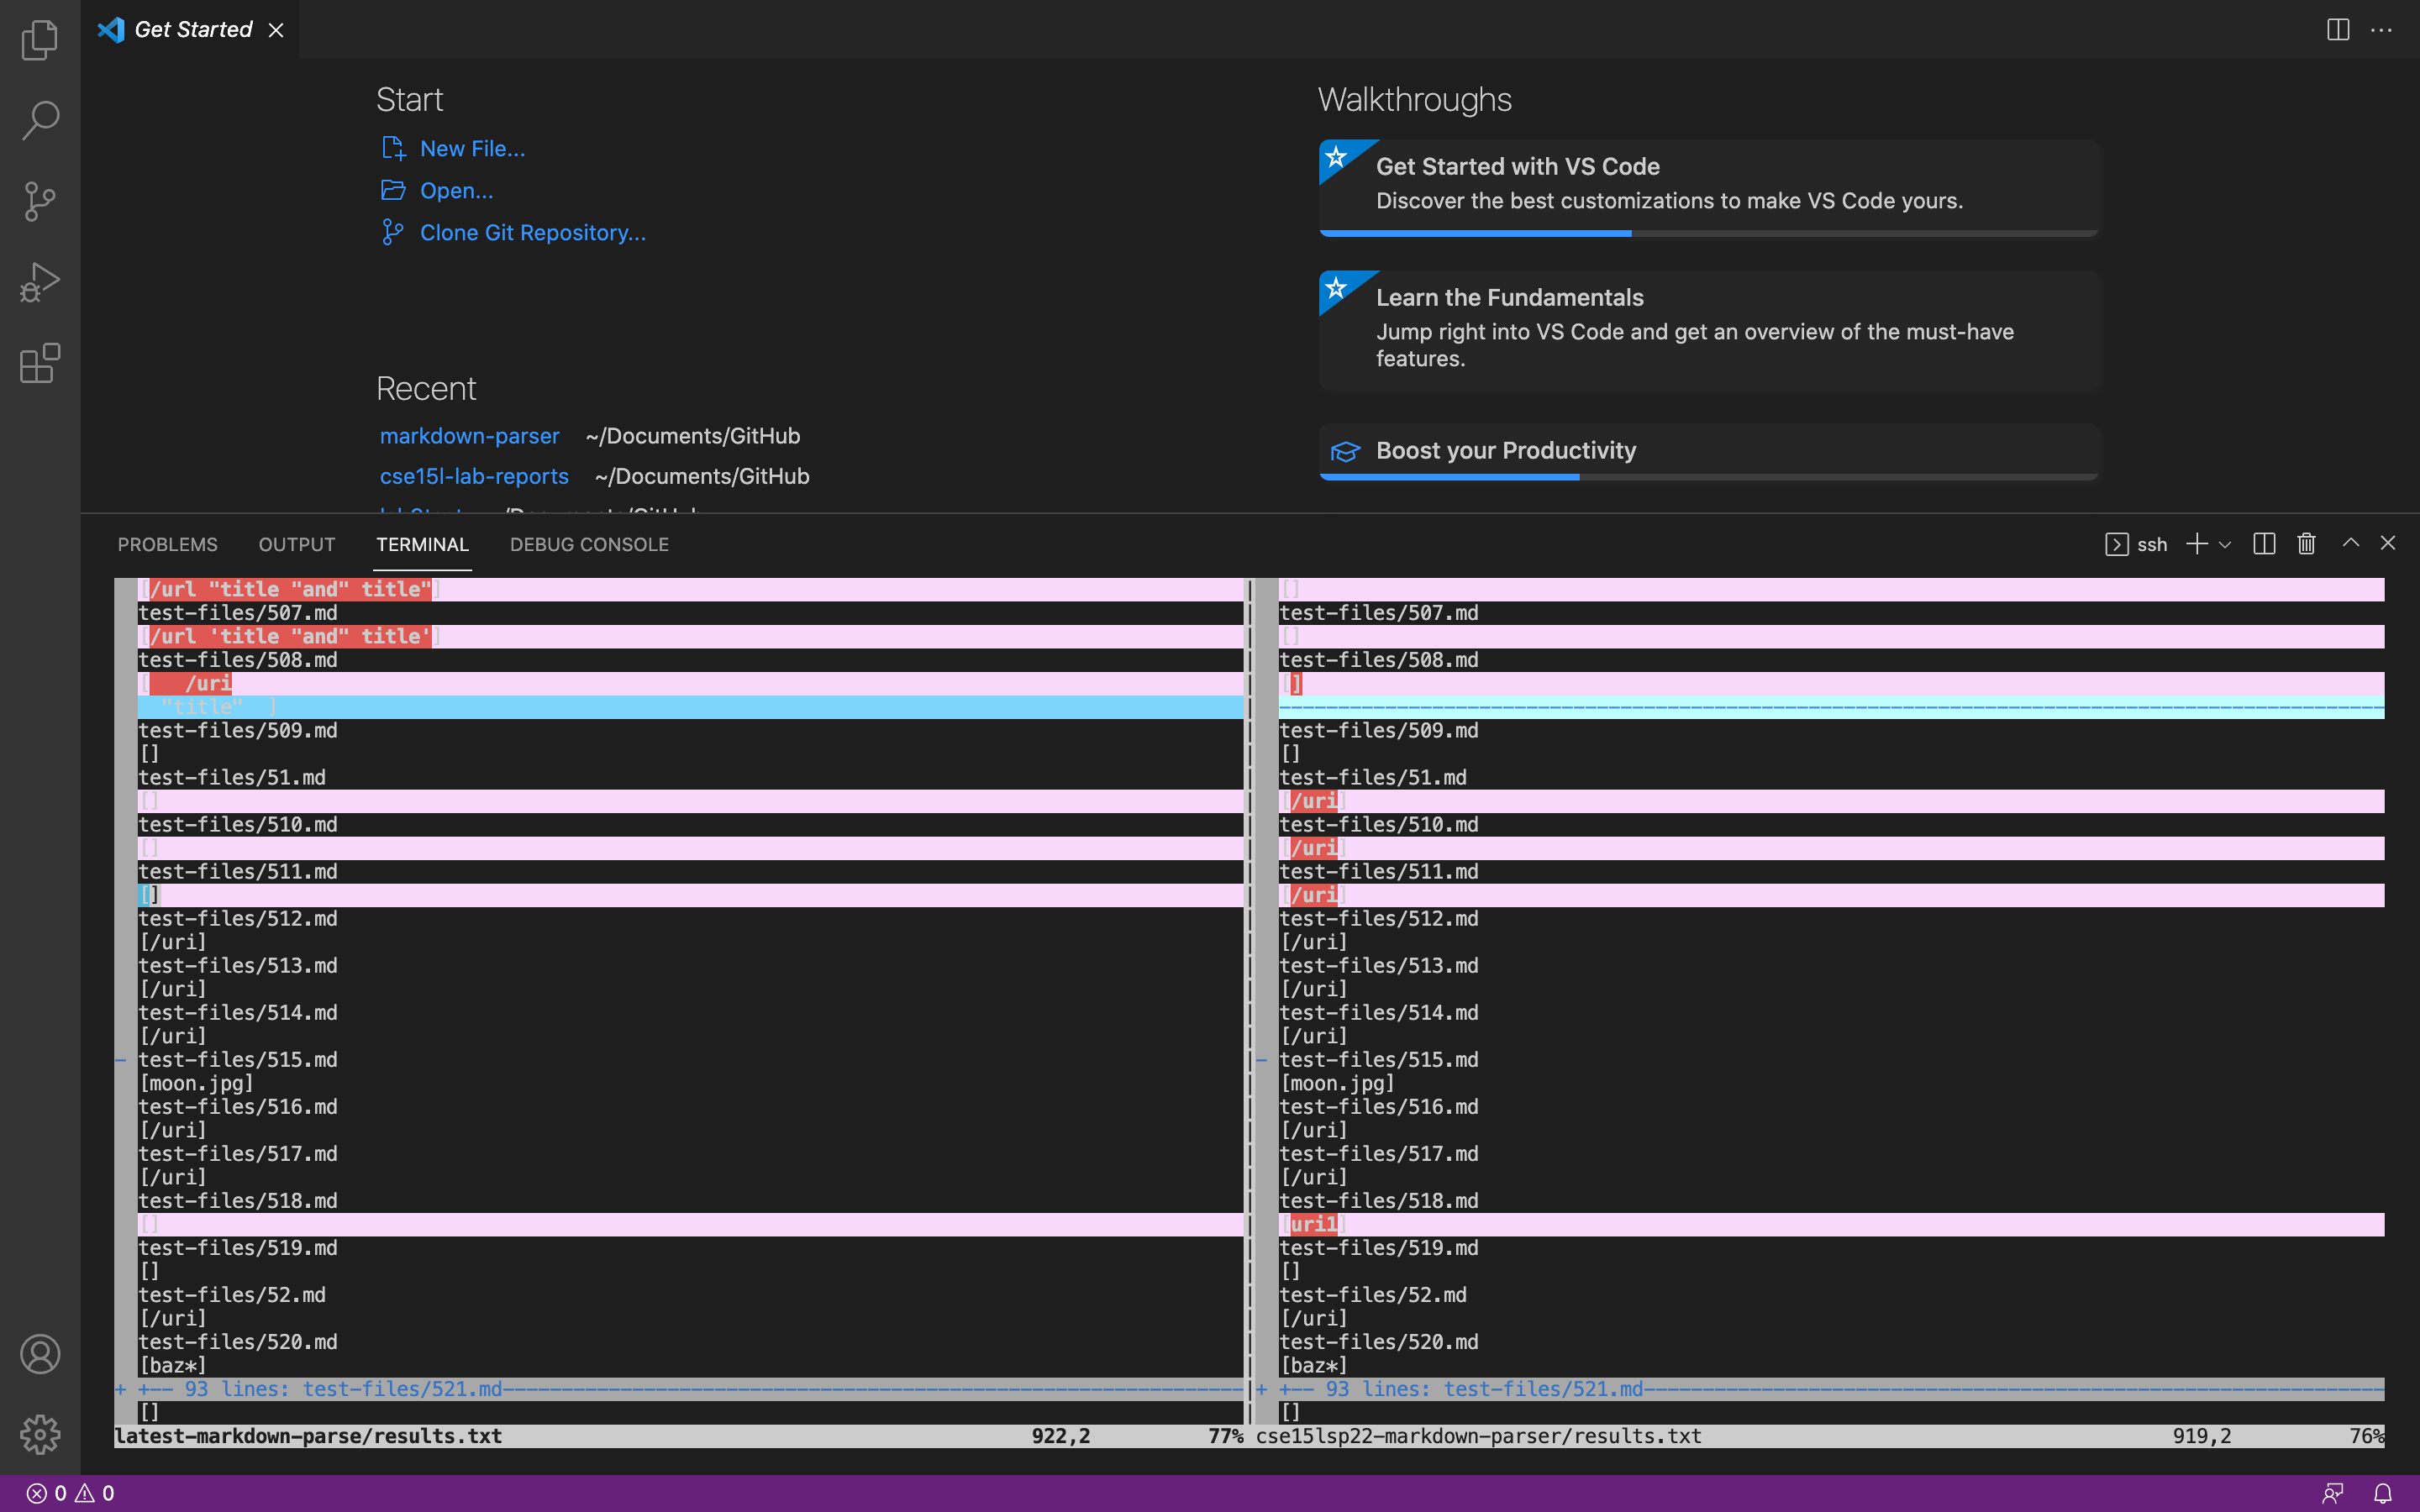 Get Started
Start
New File...
Open...
Clone Git Repository...
Recent
markdown-parser ~/Documents/GitHub
cse15l-lab-reports ~/Documents/GitHub
Walkthroughs
Get Started with VS Code
Discover the best customizations to make VS Code yours.
Learn the Fundamentals
Jump right into VS Code and get an overview of the must-have
features.
Boost your Productivity
PROBLEMS OUTPUT TERMINAL DEBUG CONSOLE
ssh
[/url "title "and" title"]
test-files/507.md
[/url 'title "and" title']
test-files/508.md
[   /uri
  "title"  ]
test-files/509.md
[]
test-files/51.md
[]
test-files/510.md
[]
test-files/511.md
[]
test-files/512.md
[/uri]
test-files/513.md
[/uri]
test-files/514.md
[/uri]
- test-files/515.md
[moon.jpg]
test-files/516.md
[/uri]
test-files/517.md
[/uri]
test-files/518.md
[]
test-files/519.md
[]
test-files/52.md
[/uri]
test-files/520.md
[baz*]
+ +-- 93 lines: test-files/521.md---------------------------------------------------------------
[]
latest-markdown-parse/results.txt 922,2 77%
[]
test-files/507.md
[]
test-files/508.md
[]
----------------------------------------------------------------------------------------------
test-files/509.md
[]
test-files/51.md
[/uri]
test-files/510.md
[/uri]
test-files/511.md
[/uri]
test-files/512.md
[/uri]
test-files/513.md
[/uri]
test-files/514.md
[/uri]
- test-files/515.md
[moon.jpg]
test-files/516.md
[/uri]
test-files/517.md
[/uri]
test-files/518.md
[uri1]
test-files/519.md
[]
test-files/52.md
[/uri]
test-files/520.md
[baz*]
+ +-- 93 lines: test-files/521.md---------------------------------------------------------------
[]
cse15lsp22-markdown-parser/results.txt 919,2 76%
0 0